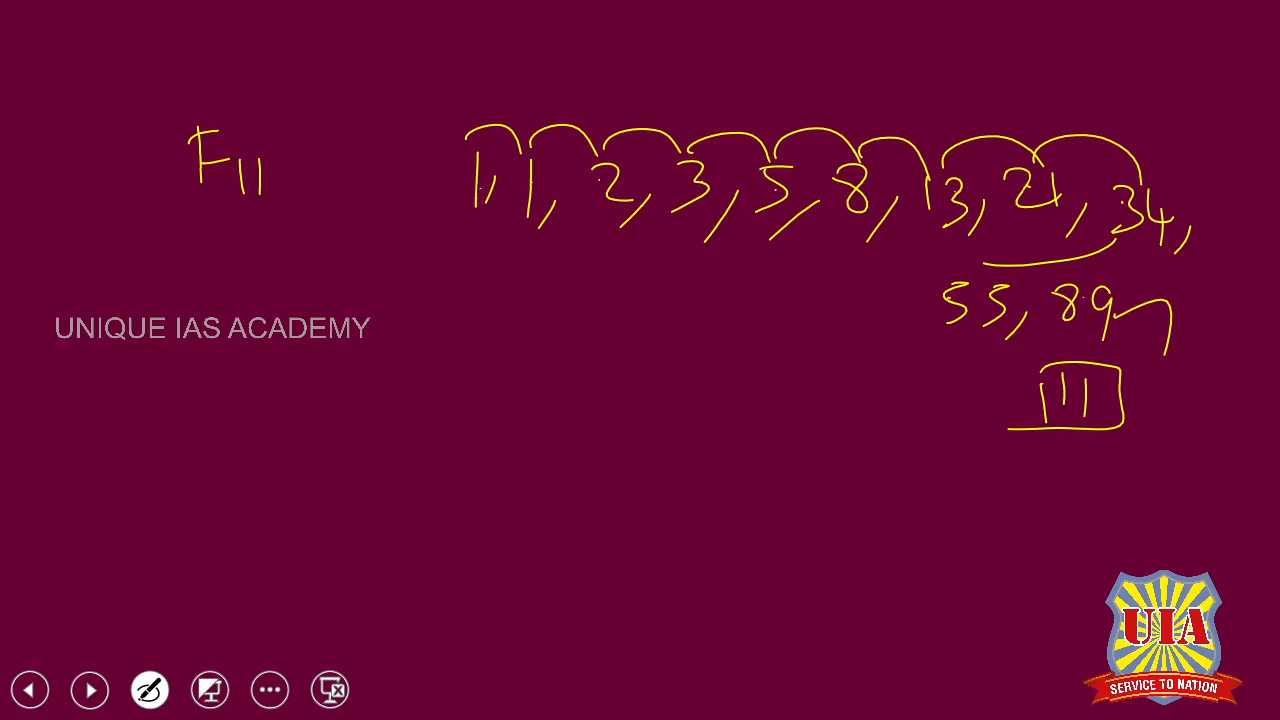 F11 1, 1, 2, 3, 5, 8, 13, 21, 34,
55, 89,
UNIQUE IAS ACADEMY
111
UIA
SERVICE TO NATION